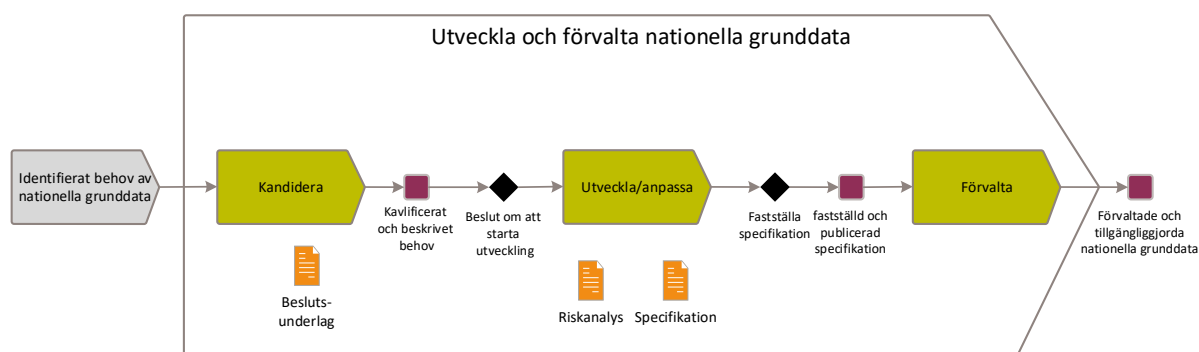 Utveckla och förvalta nationella grunddata
Identifierat behov av
nationella grunddata
Kandidera
Kavlificerat
och beskrivet
behov
Beslut om att
starta
utveckling
Utveckla/anpassa
Fastställa
specifikation
fastställd och
publicerad
specifikation
Förvalta
Förvaltade och
tillgängliggjorda
nationella grunddata
Besluts-
underlag
Riskanalys
Specifikation